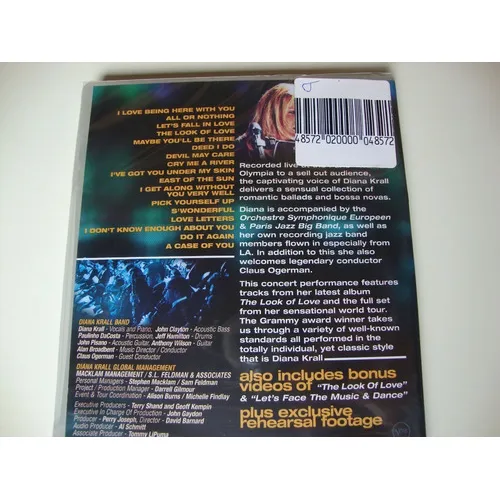 I LOVE BEING HERE WITH YOU
ALL OR NOTHING
LET'S FALL IN LOVE
THE LOOK OF LOVE
MAYBE YOU'LL BE THERE
DEED I DO
DEVIL MAY CARE
CRY ME A RIVER
I'VE GOT YOU UNDER MY SKIN
EAST OF THE SUN
I GET ALONG WITHOUT
YOU VERY WELL
PICK YOURSELF UP
S'WONDERFUL
LOVE LETTERS
I DON'T KNOW ENOUGH ABOUT YOU
DO IT AGAIN
A CASE OF YOU
DIANA KRALL BAND
Diana Krall - Vocals and Piano, John Clayton - Acoustic Bass
Paulinho DaCosta - Percussion, Jeff Hamilton - Drums
John Pisano - Acoustic Guitar, Anthony Wilson - Guitar
Alan Broadbent - Music Director / Conductor
Claus Ogerman - Guest Conductor
DIANA KRALL GLOBAL MANAGEMENT
MACKLAM MANAGEMENT / S.L. FELDMAN & ASSOCIATES
Personal Managers - Stephen Macklam / Sam Feldman
Project / Production Manager - Darrell Gilmour
Event & Tour Coordination - Alison Burns / Michelle Findlay
Executive Producers - Terry Shand and Geoff Kempin
Executive In Charge Of Production - John Gaydon
Producer - Perry Joseph, Director - David Barnard
Audio Producer - Al Schmitt
Associate Producer - Tommy LiPuma
48572 020000 048572
Recorded live at the
Olympia to a sell out audience, the
captivating voice of Diana Krall
delivers a sensual collection of
romantic ballads and bossa novas.
Diana is accompanied by the
Orchestre Symphonique Europeen
& Paris Jazz Big Band, as well as
her own recording jazz band
members flown in especially from
LA. In addition to this she also
welcomes legendary conductor
Claus Ogerman.
This concert performance features
tracks from her latest album
The Look of Love and the full set
from her sensational world tour.
The Grammy award winner takes
us through a variety of well-known
standards all performed in the
totally individual, yet classic style
that is Diana Krall
also includes bonus
videos of "The Look Of Love"
& "Let's Face The Music & Dance"
plus exclusive
rehearsal footage